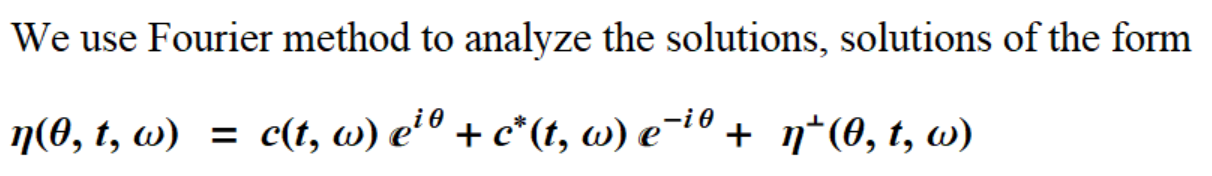 We use Fourier method to analyze the solutions, solutions of the form
η(θ, t, ω) = c(t, ω) e^{iθ} + c*(t, ω) e^{-iθ} + η^⊥(θ, t, ω)